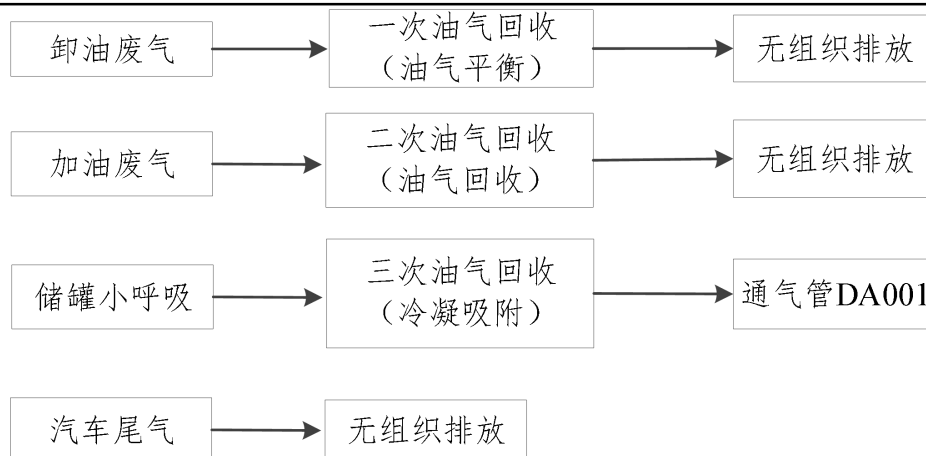 卸油废气
一次油气回收
（油气平衡）
无组织排放
加油废气
二次油气回收
（油气回收）
无组织排放
储罐小呼吸
三次油气回收
（冷凝吸附）
通气管DA001
汽车尾气
无组织排放